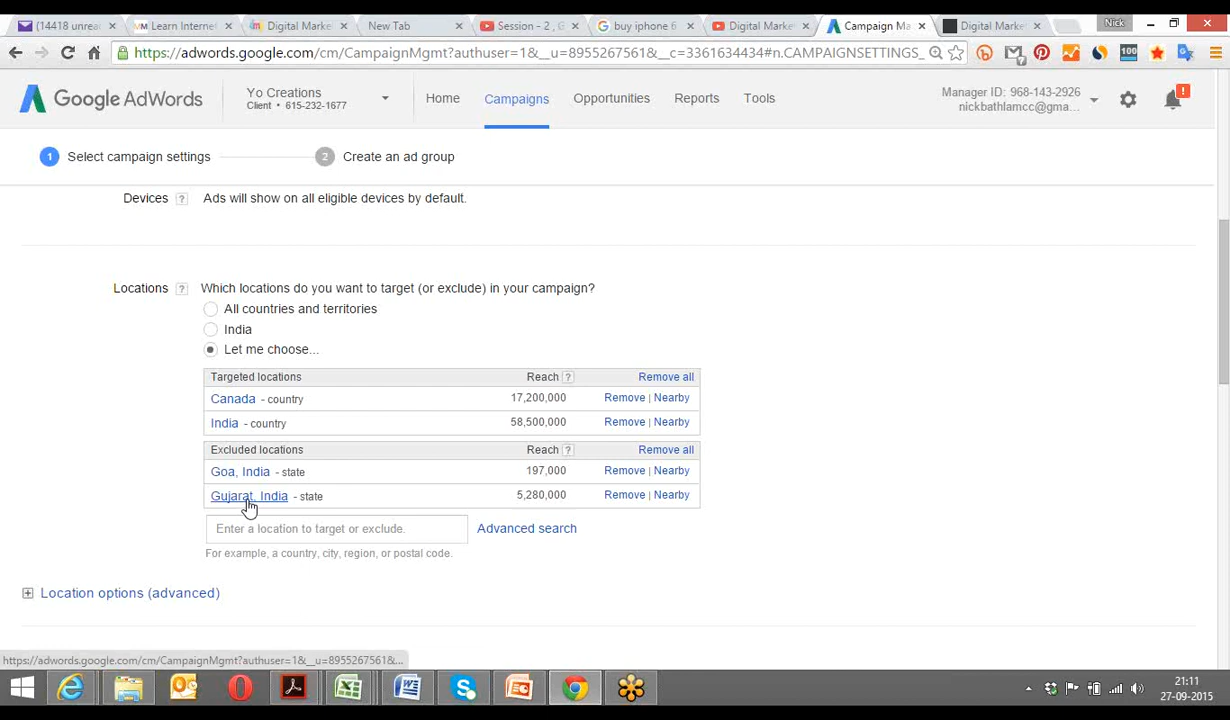 (14418 unrea
Learn Interne
Digital Marke
New Tab
Session - 2 , G
buy iphone 6
Digital Marke
Campaign Ma
Digital Marke
Nick
https://adwords.google.com/cm/CampaignMgmt?authuser=1&__u=8955267561&__c=3361634434#n.CAMPAIGNSETTINGS_
100
Google AdWords
Yo Creations
Client • 615-232-1677
Home
Campaigns
Opportunities
Reports
Tools
Manager ID: 968-143-2926
nickbathlamcc@gma...
1 Select campaign settings
2 Create an ad group
Devices ? Ads will show on all eligible devices by default.
Locations ? Which locations do you want to target (or exclude) in your campaign?
All countries and territories
India
Let me choose...
Targeted locations Reach ? Remove all
Canada - country 17,200,000 Remove | Nearby
India - country 58,500,000 Remove | Nearby
Excluded locations Reach ? Remove all
Goa, India - state 197,000 Remove | Nearby
Gujarat, India - state 5,280,000 Remove | Nearby
Enter a location to target or exclude. Advanced search
For example, a country, city, region, or postal code.
Location options (advanced)
https://adwords.google.com/cm/CampaignMgmt?authuser=1&__u=8955267561&...
21:11
27-09-2015